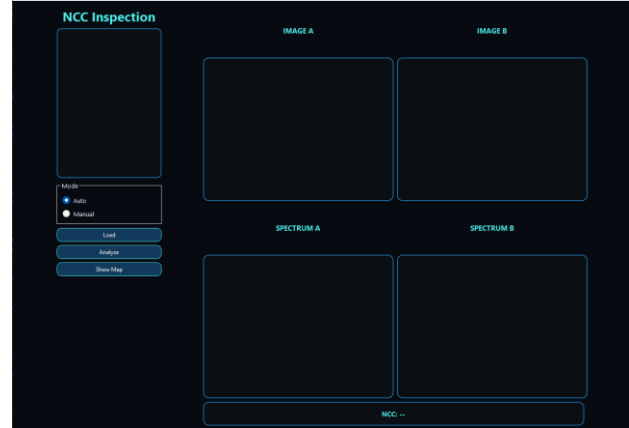 NCC Inspection
IMAGE A
IMAGE B
Mode
Auto
Manual
Load
Analyze
Show Map
SPECTRUM A
SPECTRUM B
NCC: --